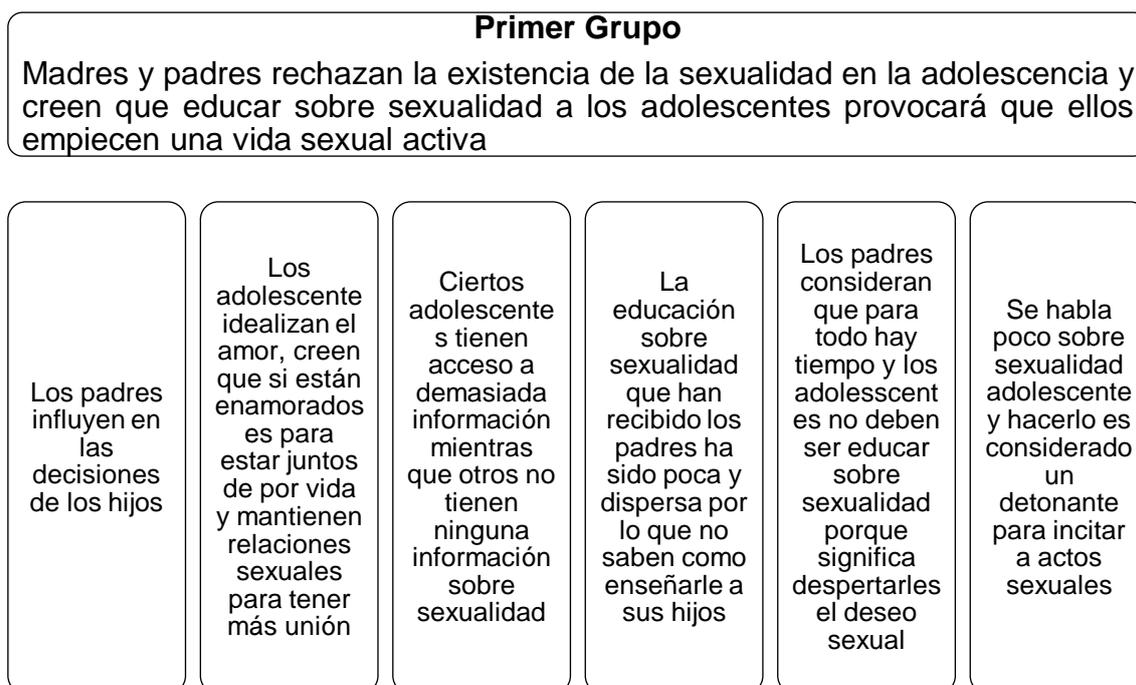 Primer Grupo
Madres y padres rechazan la existencia de la sexualidad en la adolescencia y
creen que educar sobre sexualidad a los adolescentes provocará que ellos
empiecen una vida sexual activa
Los padres
influyen en
las
decisiones
de los hijos
Los
adolescente
idealizan el
amor, creen
que si están
enamorados
es para
estar juntos
de por vida
y mantienen
relaciones
sexuales
para tener
más unión
Ciertos
adolescente
s tienen
acceso a
demasiada
información
mientras
que otros no
tienen
ninguna
información
sobre
sexualidad
La
educación
sobre
sexualidad
que han
recibido los
padres ha
sido poca y
dispersa por
lo que no
saben como
enseñarle a
sus hijos
Los padres
consideran
que para
todo hay
tiempo y los
adolesscent
es no deben
ser educar
sobre
sexualidad
porque
significa
despertarles
el deseo
sexual
Se habla
poco sobre
sexualidad
adolescente
y hacerlo es
considerado
un
detonante
para incitar
a actos
sexuales